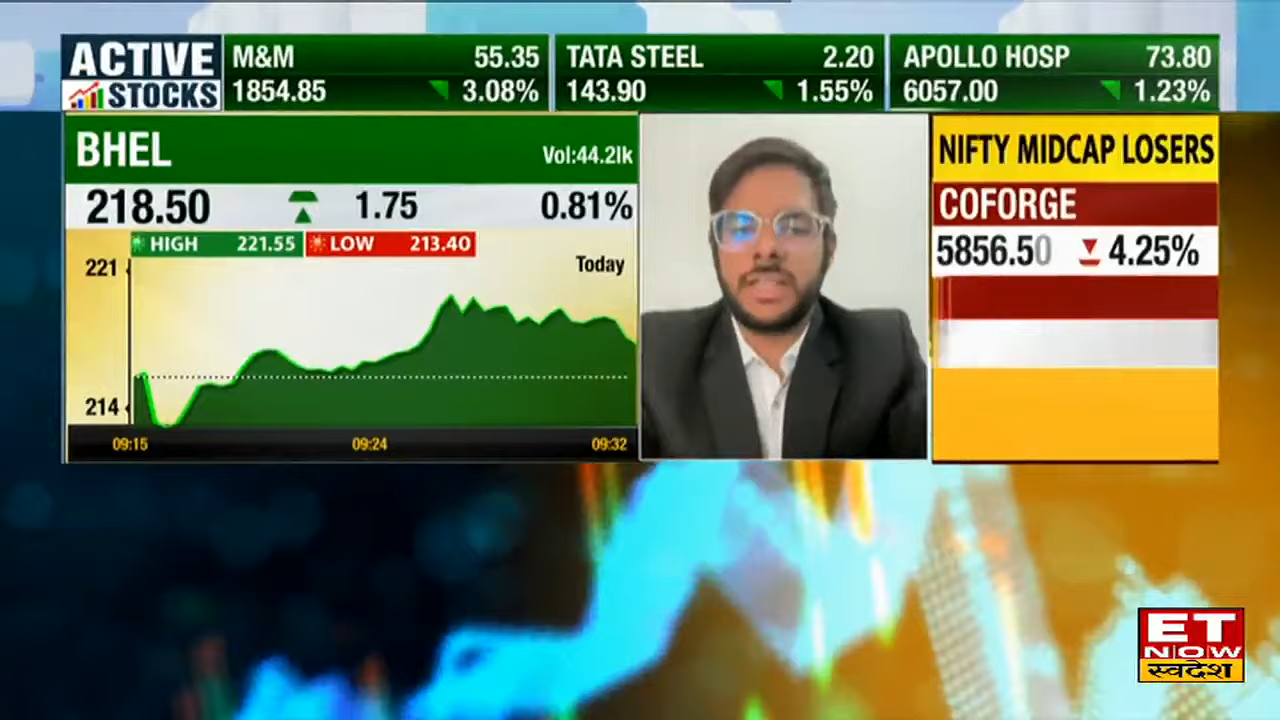 ACTIVE STOCKS
M&M 55.35
1854.85 3.08%
TATA STEEL 2.20
143.90 1.55%
APOLLO HOSP 73.80
6057.00 1.23%
BHEL Vol:44.2lk
218.50 1.75 0.81%
HIGH 221.55 LOW 213.40
Today
221
214
09:15 09:24 09:32
NIFTY MIDCAP LOSERS
COFORGE
5856.50 4.25%
ET
NOW
स्वदेश